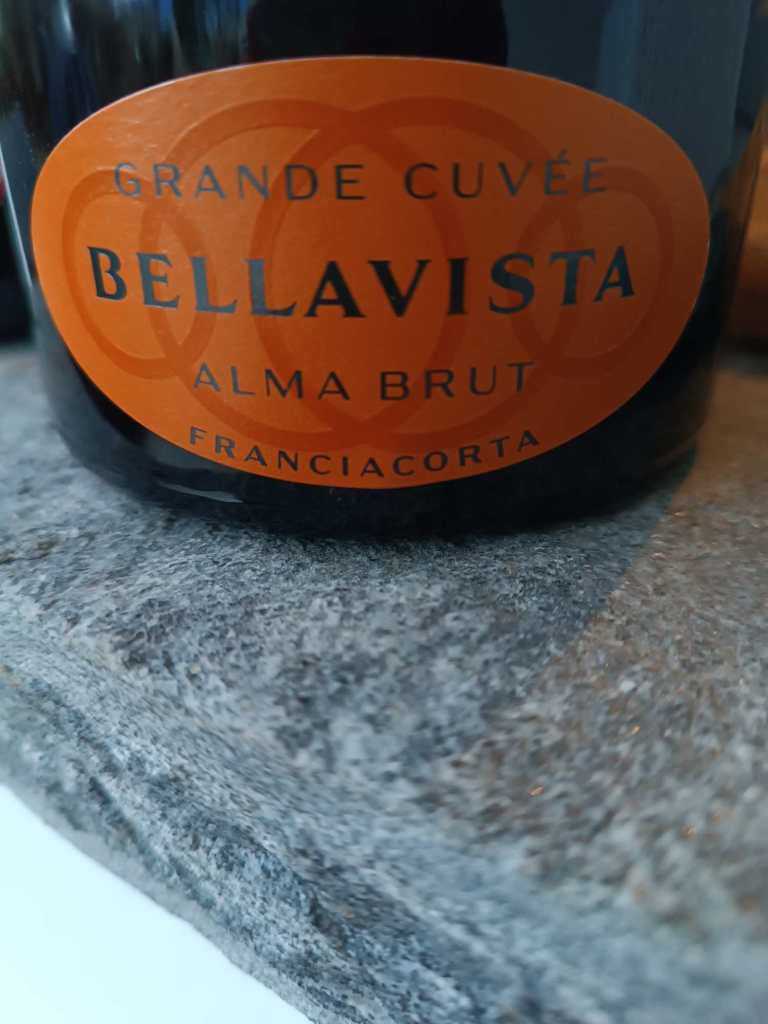 GRANDE CUVÉE
BELLAVISTA
ALMA BRUT
FRANCIACORTA